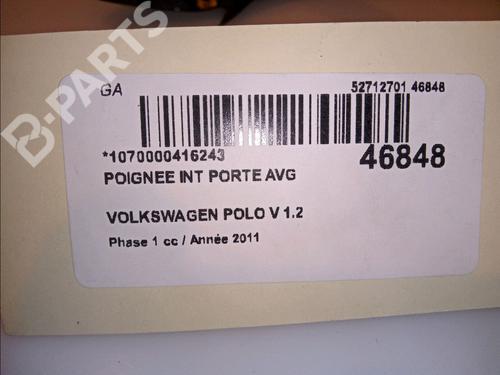 GA 52712701 46848
*1070000416243 46848
POIGNEE INT PORTE AVG
VOLKSWAGEN POLO V 1.2
Phase 1 cc / Année 2011
B-PARTS